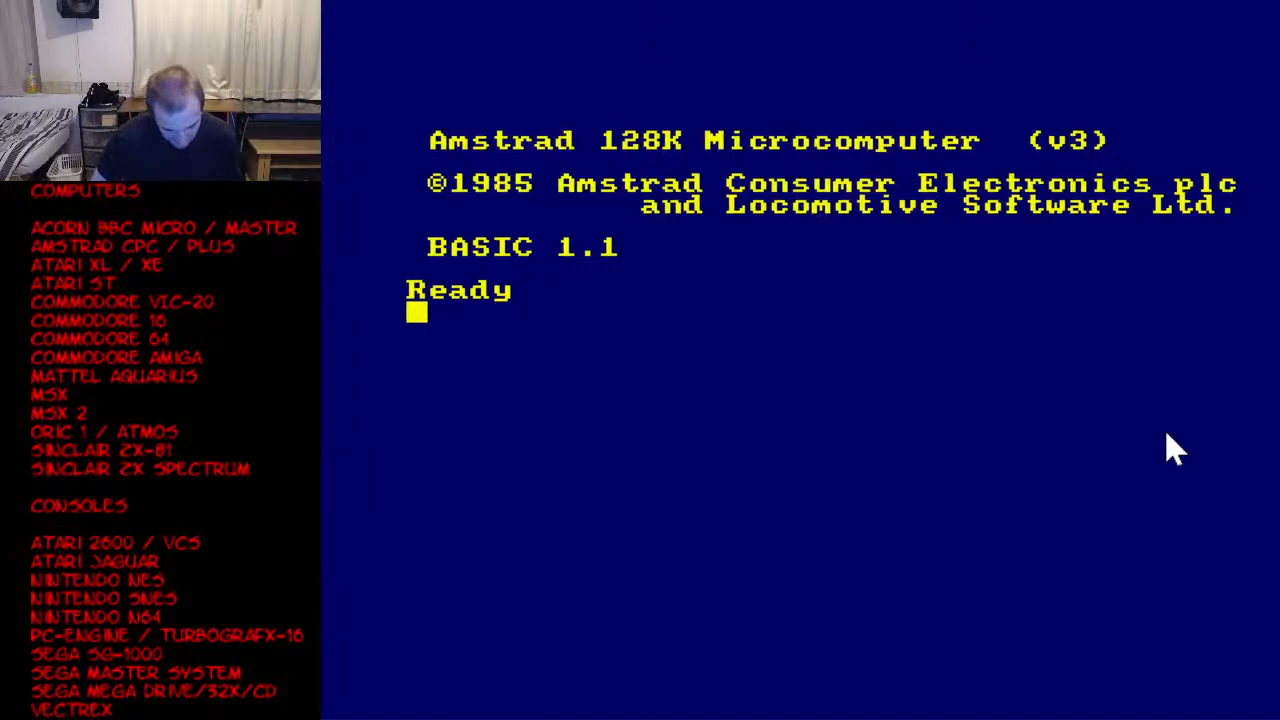 Amstrad 128K Microcomputer (v3)
©1985 Amstrad Consumer Electronics plc
and Locomotive Software Ltd.
BASIC 1.1
Ready
COMPUTERS
ACORN BBC MICRO / MASTER
AMSTRAD CPC / PLUS
ATARI XL / XE
ATARI ST
COMMODORE VIC-20
COMMODORE 16
COMMODORE 64
COMMODORE AMIGA
MATTEL AQUARIUS
MSX
MSX 2
ORIC 1 / ATMOS
SINCLAIR ZX-81
SINCLAIR ZX SPECTRUM
CONSOLES
ATARI 2600 / VCS
ATARI JAGUAR
NINTENDO NES
NINTENDO SNES
NINTENDO N64
PC-ENGINE / TURBOGRAFX-16
SEGA SG-1000
SEGA MASTER SYSTEM
SEGA MEGA DRIVE/32X/CD
VECTREX